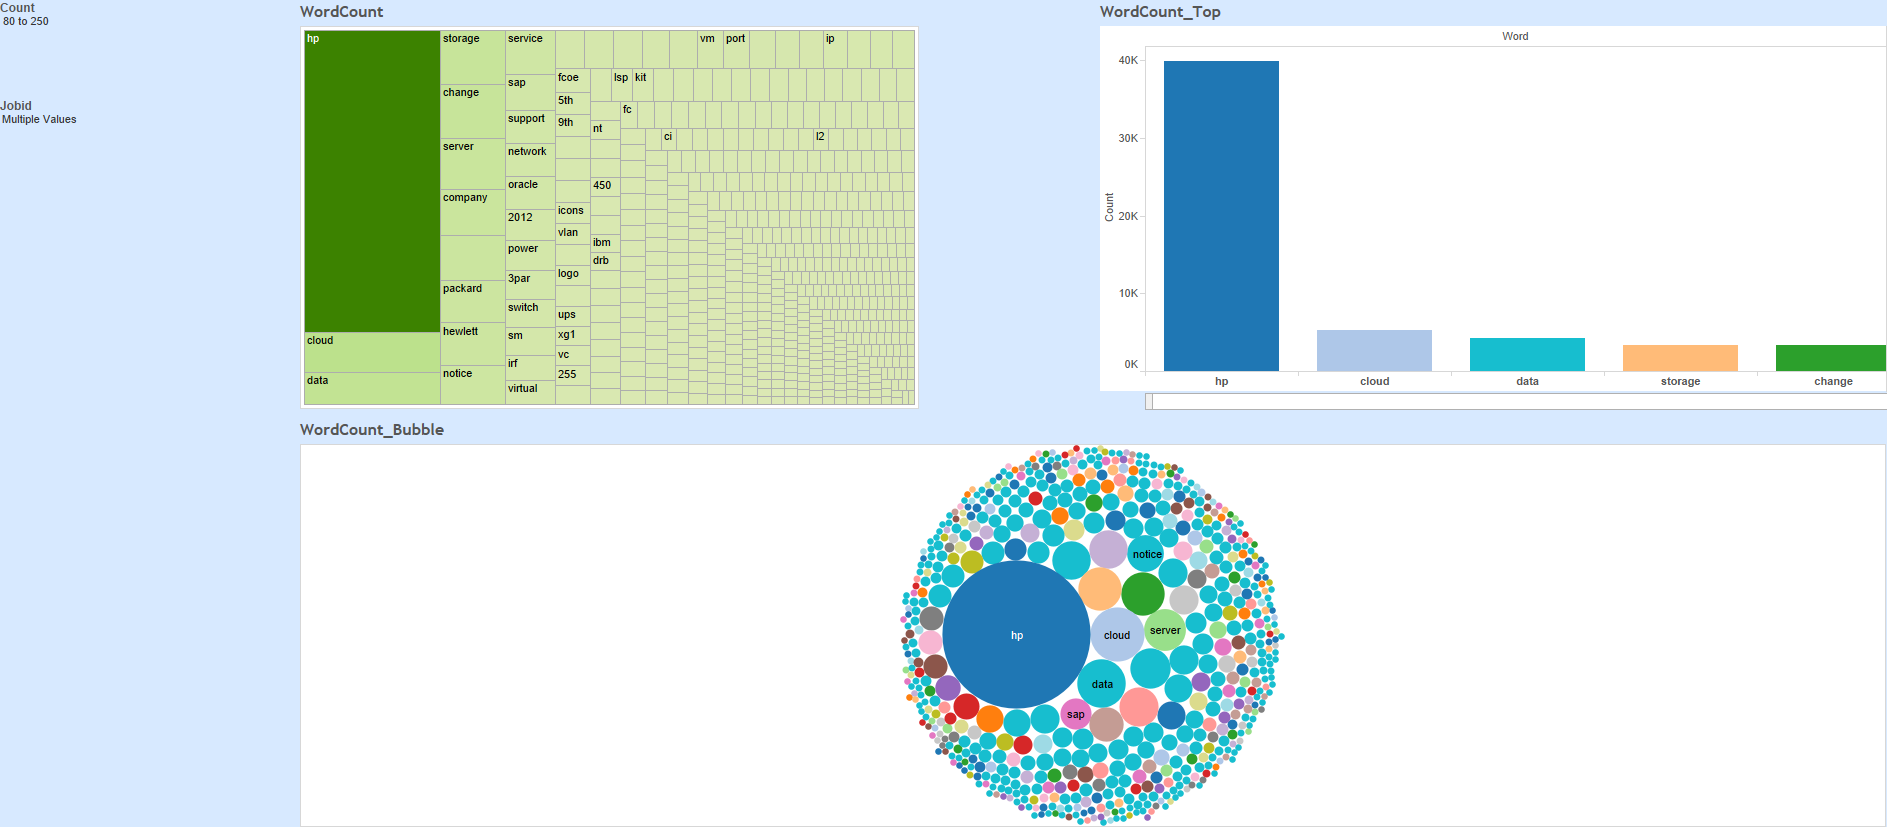 Count
80 to 250
Jobid
Multiple Values
WordCount
hp
cloud
data
storage
change
server
company
packard
hewlett
notice
service
sap
support
network
oracle
2012
power
3par
switch
sm
irf
virtual
fcoe
5th
9th
icons
vlan
logo
ups
xg1
vc
255
nt
450
ibm
drb
lsp
kit
fc
ci
l2
vm
port
ip
WordCount_Top
Word
Count
40K
30K
20K
10K
0K
hp
cloud
data
storage
change
WordCount_Bubble
notice
hp
cloud
server
data
sap